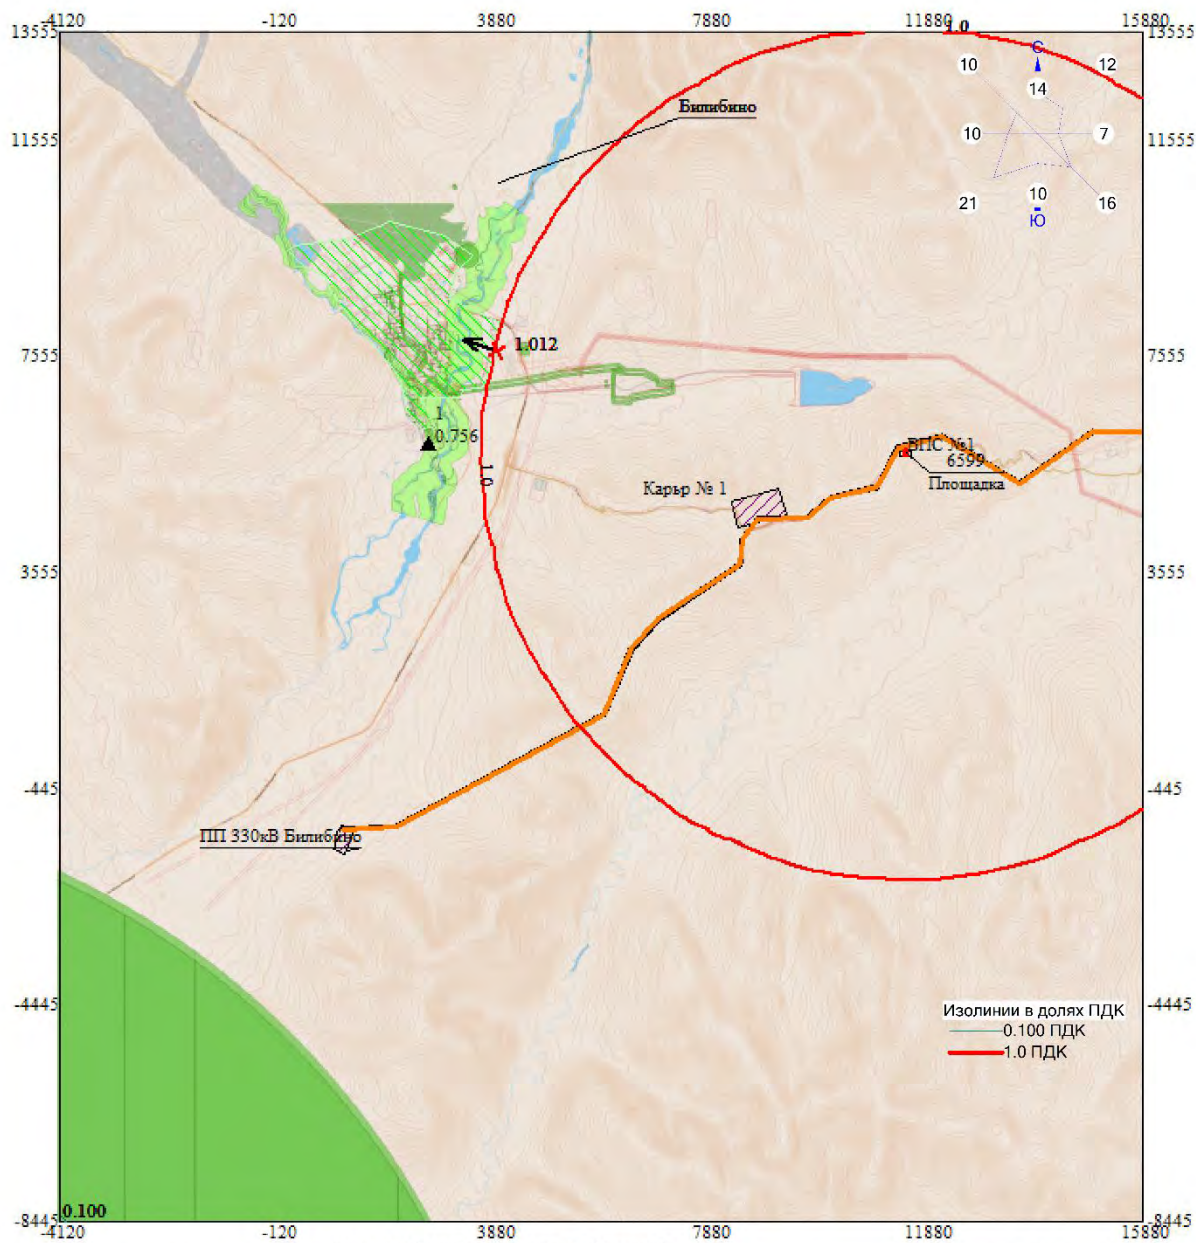 -4120 -120 3880 7880 11880 15880
13555 1.0 13555
С
10 12
14
Билибино
11555 10 7 11555
10
21 16
Ю
7555 1.012 7555
1
0.756
ВПС №1
6599
1.0
Карьр № 1 Площадка
3555 3555
-445 -445
ПП 330кВ Билибино
-4445 -4445
Изолинии в долях ПДК
0.100 ПДК
1.0 ПДК
0.100
-8445 -8445
-4120 -120 3880 7880 11880 15880